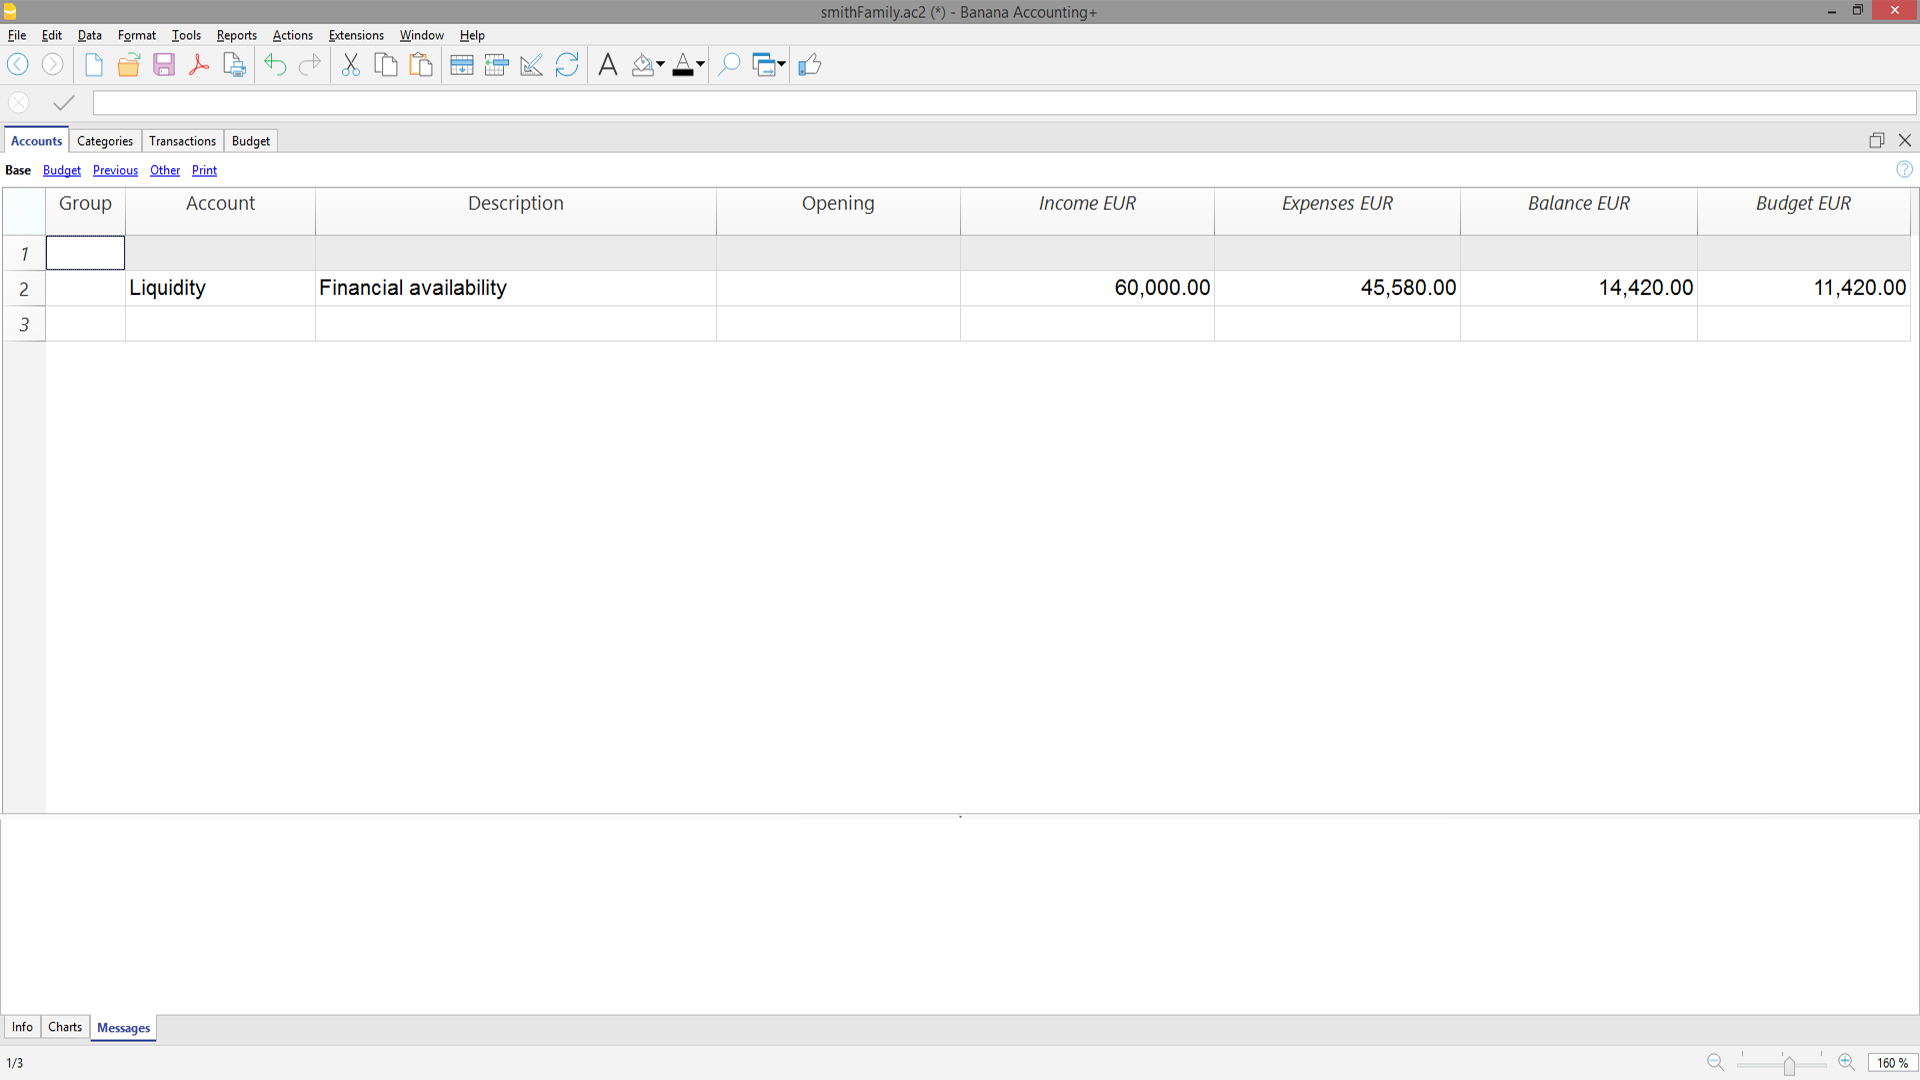 smithFamily.ac2 (*) - Banana Accounting+
File Edit Data Format Tools Reports Actions Extensions Window Help
Accounts Categories Transactions Budget
Base Budget Previous Other Print
Group Account Description Opening Income EUR Expenses EUR Balance EUR Budget EUR
1
2 Liquidity Financial availability 60,000.00 45,580.00 14,420.00 11,420.00
3
Info Charts Messages
1/3 160 %